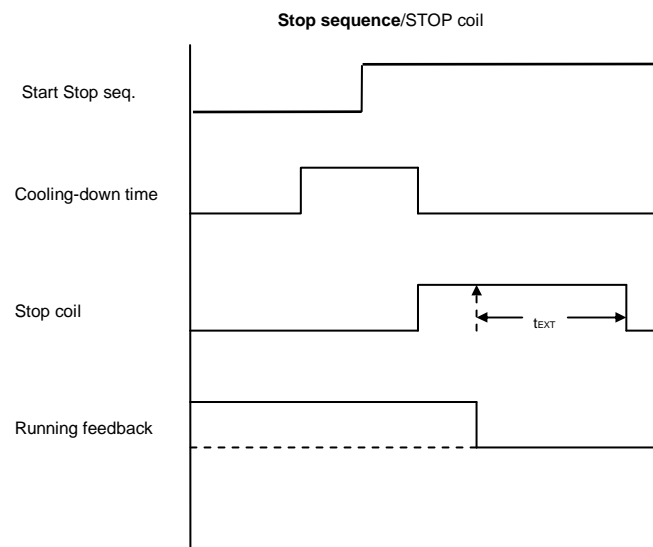 Stop sequence/STOP coil
Start Stop seq.
Cooling-down time
Stop coil
tEXT
Running feedback